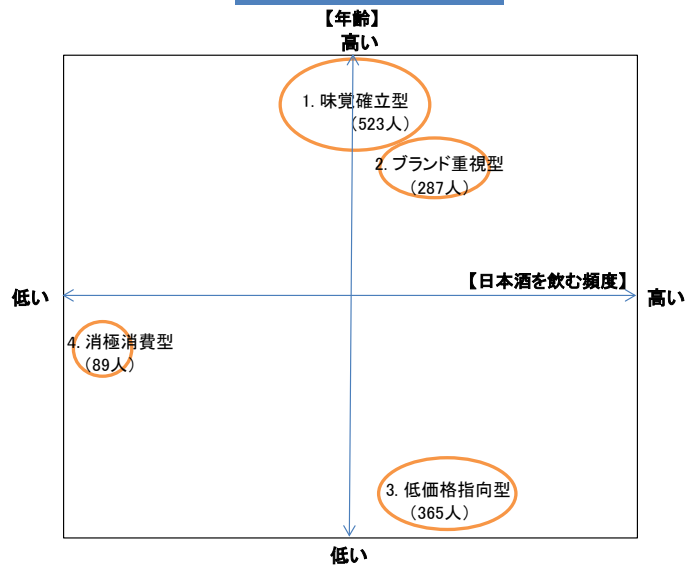 【年齢】
高い
1. 味覚確立型
(523人)
2. ブランド重視型
(287人)
【日本酒を飲む頻度】
低い
高い
4. 消極消費型
(89人)
3. 低価格指向型
(365人)
低い